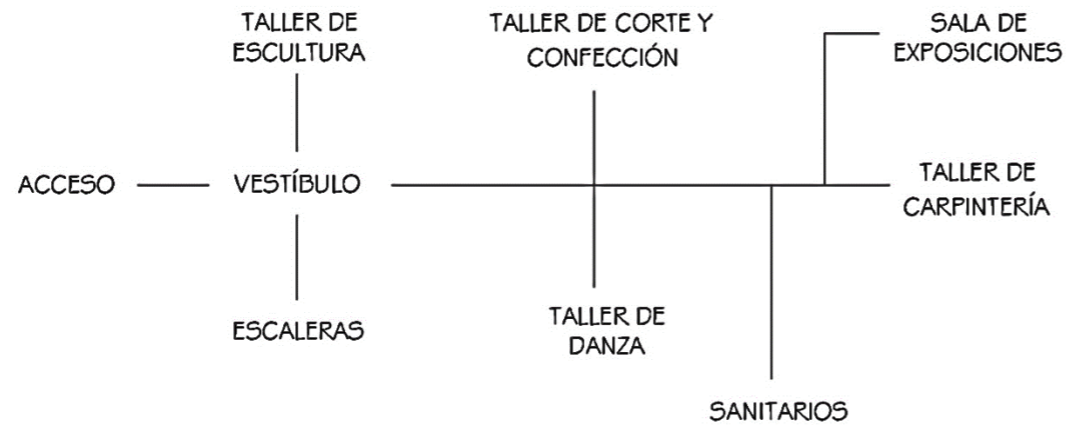 TALLER DE
ESCULTURA
TALLER DE CORTE Y
CONFECCIÓN
SALA DE
EXPOSICIONES
ACCESO
VESTÍBULO
TALLER DE
CARPINTERÍA
ESCALERAS
TALLER DE
DANZA
SANITARIOS